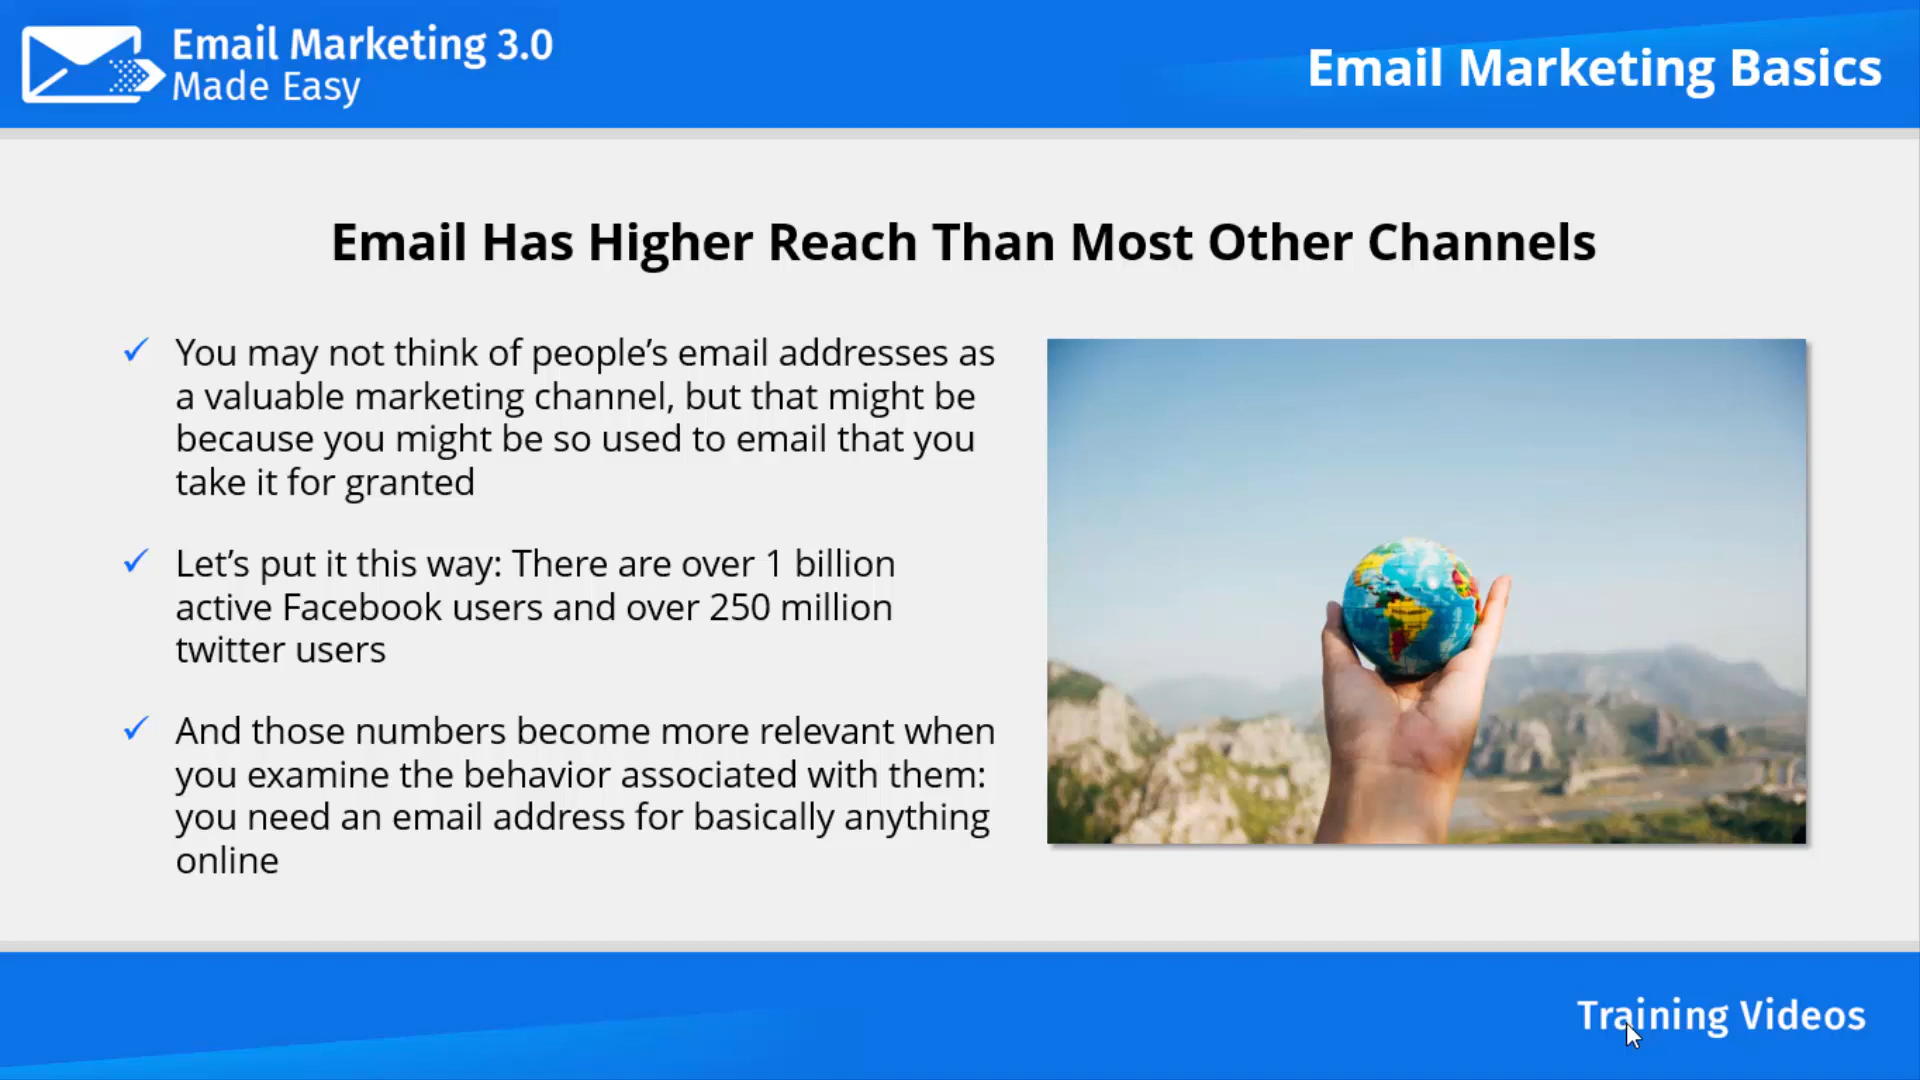 Email Marketing 3.0
Made Easy
Email Marketing Basics
Email Has Higher Reach Than Most Other Channels
You may not think of people’s email addresses as
a valuable marketing channel, but that might be
because you might be so used to email that you
take it for granted
Let’s put it this way: There are over 1 billion
active Facebook users and over 250 million
twitter users
And those numbers become more relevant when
you examine the behavior associated with them:
you need an email address for basically anything
online
Training Videos